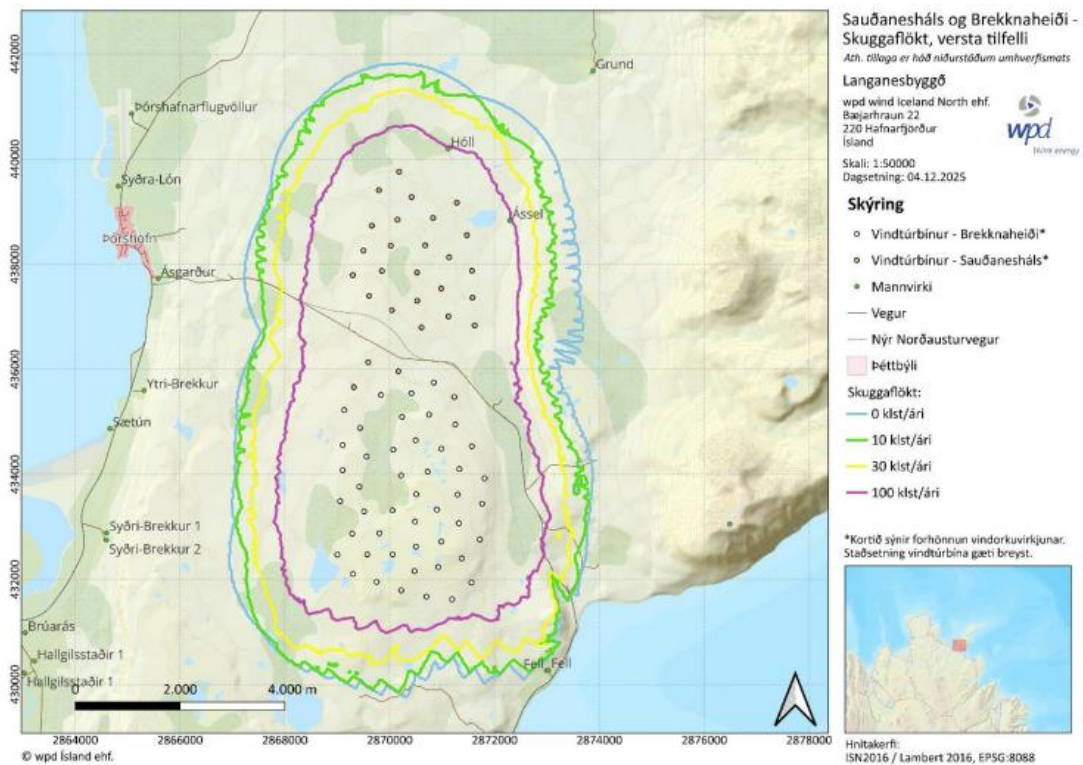 Sauðanesháls og Brekknaheiði -
Skuggaflökt, versta tilfelli
Ath. tillaga er háð niðurstöðum umhverfismats
Langanesbyggð
wpd wind Iceland North ehf.
Bæjarhraun 22
220 Hafnarfjörður
Ísland
wpd
Think energy
Skali: 1:50000
Dagsetning: 04.12.2025
Skýring
Vindtúrbínur - Brekknaheiði*
Vindtúrbínur - Sauðanesháls*
Mannvirki
Vegur
Nýr Norðausturvegur
Þéttbýli
Skuggaflökt:
0 klst/ári
10 klst/ári
30 klst/ári
100 klst/ári
*Kortið sýnir forhönnun vindorkuvirkjunar.
Staðsetning vindtúrbína gæti breyst.
Hnitakerfi:
ISN2016 / Lambert 2016, EPSG:8088
442000
440000
438000
436000
434000
432000
430000
Grund
Þórshafnarflugvöllur
Hóll
Syðra-Lón
Ássel
Þórshöfn
Ásgarður
Ytri-Brekkur
Sætún
Syðri-Brekkur 1
Syðri-Brekkur 2
Brúarás
Hallgilsstaðir 1
Hallgilsstaðir 1
Fell Fell
0 2.000 4.000 m
2864000 2866000 2868000 2870000 2872000 2874000 2876000 2878000
© wpd Ísland ehf.